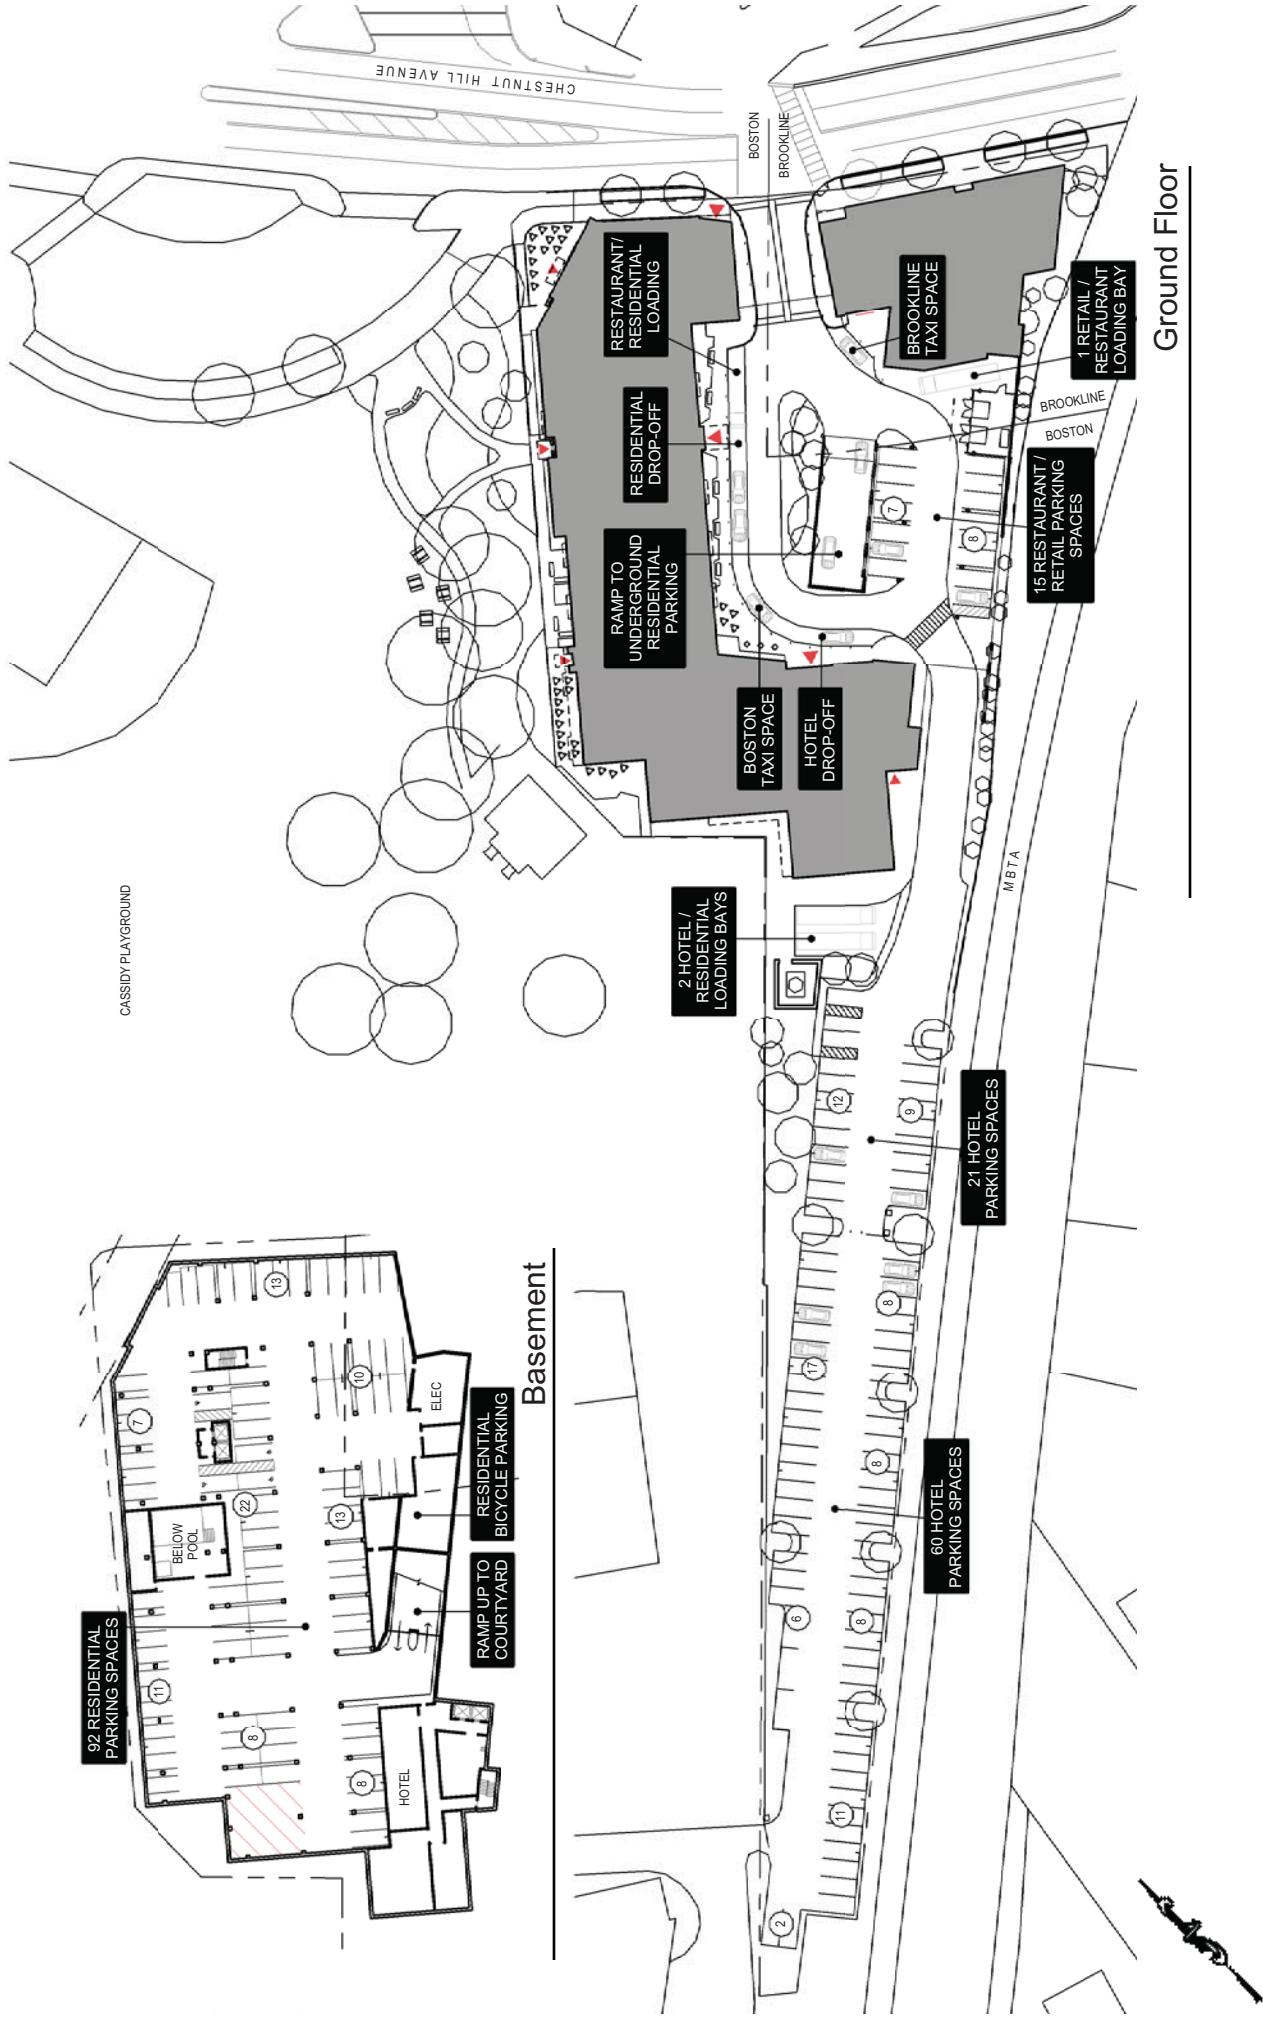 CHESTNUT HILL AVENUE
BOSTON
BROOKLINE
RESTAURANT/
RESIDENTIAL
LOADING
BROOKLINE
TAXI SPACE
1 RETAIL /
RESTAURANT
LOADING BAY
Ground Floor
RESIDENTIAL
DROP-OFF
BROOKLINE
BOSTON
RAMP TO
UNDERGROUND
RESIDENTIAL
PARKING
7
8
15 RESTAURANT /
RETAIL PARKING
SPACES
BOSTON
TAXI SPACE
HOTEL
DROP-OFF
CASSIDY PLAYGROUND
MBTA
2 HOTEL /
RESIDENTIAL
LOADING BAYS
12
9
21 HOTEL
PARKING SPACES
17
8
8
60 HOTEL
PARKING SPACES
6
8
11
2
Basement
13
7
10
ELEC
22
13
BELOW
POOL
RESIDENTIAL
BICYCLE PARKING
RAMP UP TO
COURTYARD
92 RESIDENTIAL
PARKING SPACES
11
8
8
HOTEL